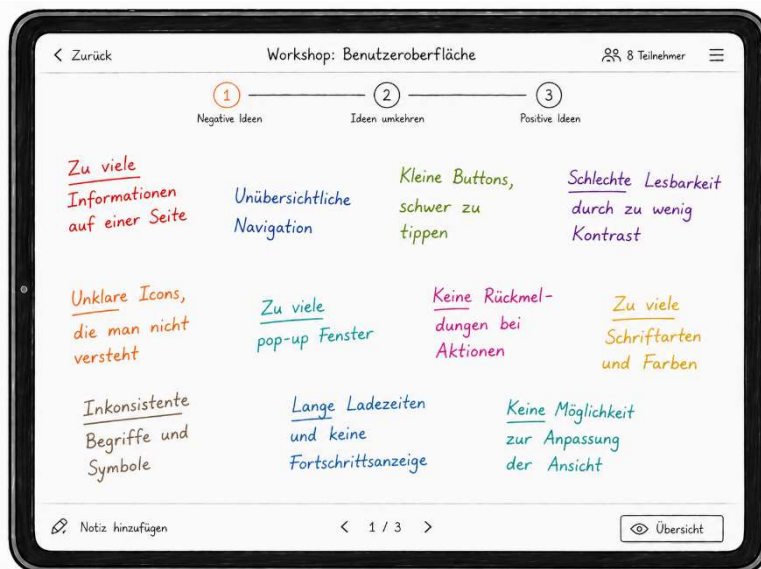 Zurück
Workshop: Benutzeroberfläche
8 Teilnehmer
1
2
3
Negative Ideen
Ideen umkehren
Positive Ideen
Zu viele
Informationen
auf einer Seite
Unübersichtliche
Navigation
Kleine Buttons,
schwer zu
tippen
Schlechte Lesbarkeit
durch zu wenig
Kontrast
Unklare Icons,
die man nicht
versteht
Zu viele
pop-up Fenster
Keine Rückmel-
dungen bei
Aktionen
Zu viele
Schriftarten
und Farben
Inkonsistente
Begriffe und
Symbole
Lange Ladezeiten
und keine
Fortschrittsanzeige
Keine Möglichkeit
zur Anpassung
der Ansicht
Notiz hinzufügen
1 / 3
Übersicht